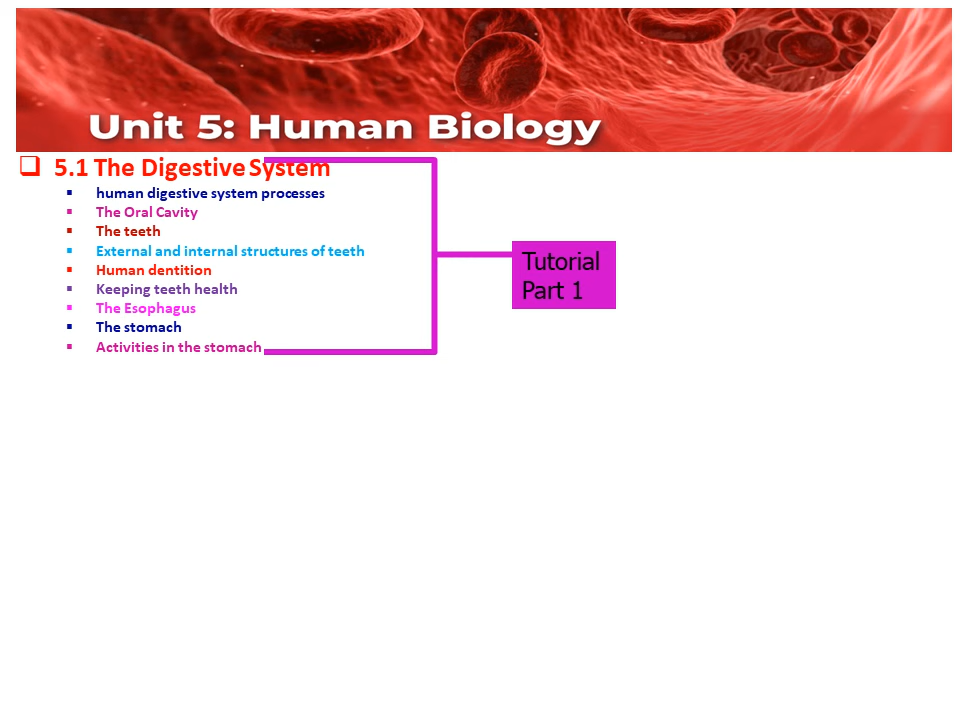 Unit 5: Human Biology
5.1 The Digestive System
human digestive system processes
The Oral Cavity
The teeth
External and internal structures of teeth
Human dentition
Keeping teeth health
The Esophagus
The stomach
Activities in the stomach
Tutorial
Part 1